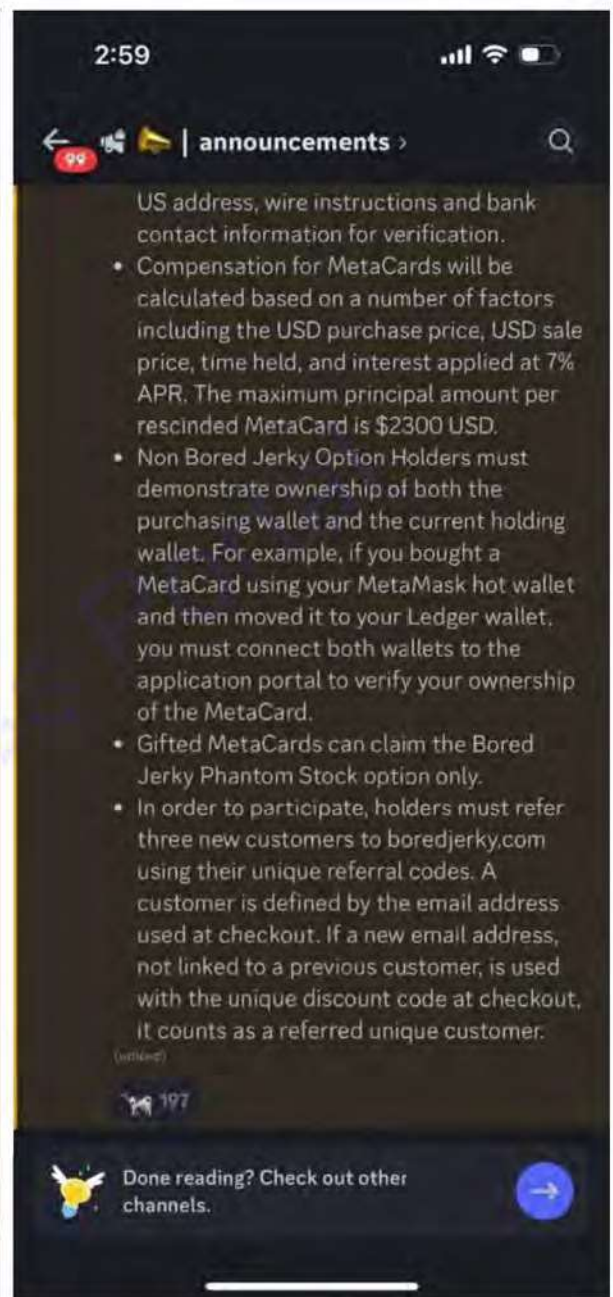 2:59
99 | announcements >
US address, wire instructions and bank
contact information for verification.
• Compensation for MetaCards will be
calculated based on a number of factors
including the USD purchase price, USD sale
price, time held, and interest applied at 7%
APR. The maximum principal amount per
rescinded MetaCard is $2300 USD.
• Non Bored Jerky Option Holders must
demonstrate ownership of both the
purchasing wallet and the current holding
wallet. For example, if you bought a
MetaCard using your MetaMask hot wallet
and then moved it to your Ledger wallet,
you must connect both wallets to the
application portal to verify your ownership
of the MetaCard.
• Gifted MetaCards can claim the Bored
Jerky Phantom Stock option only.
• In order to participate, holders must refer
three new customers to boredjerky.com
using their unique referral codes. A
customer is defined by the email address
used at checkout. If a new email address,
not linked to a previous customer, is used
with the unique discount code at checkout,
it counts as a referred unique customer.
(edited)
197
Done reading? Check out other
channels.